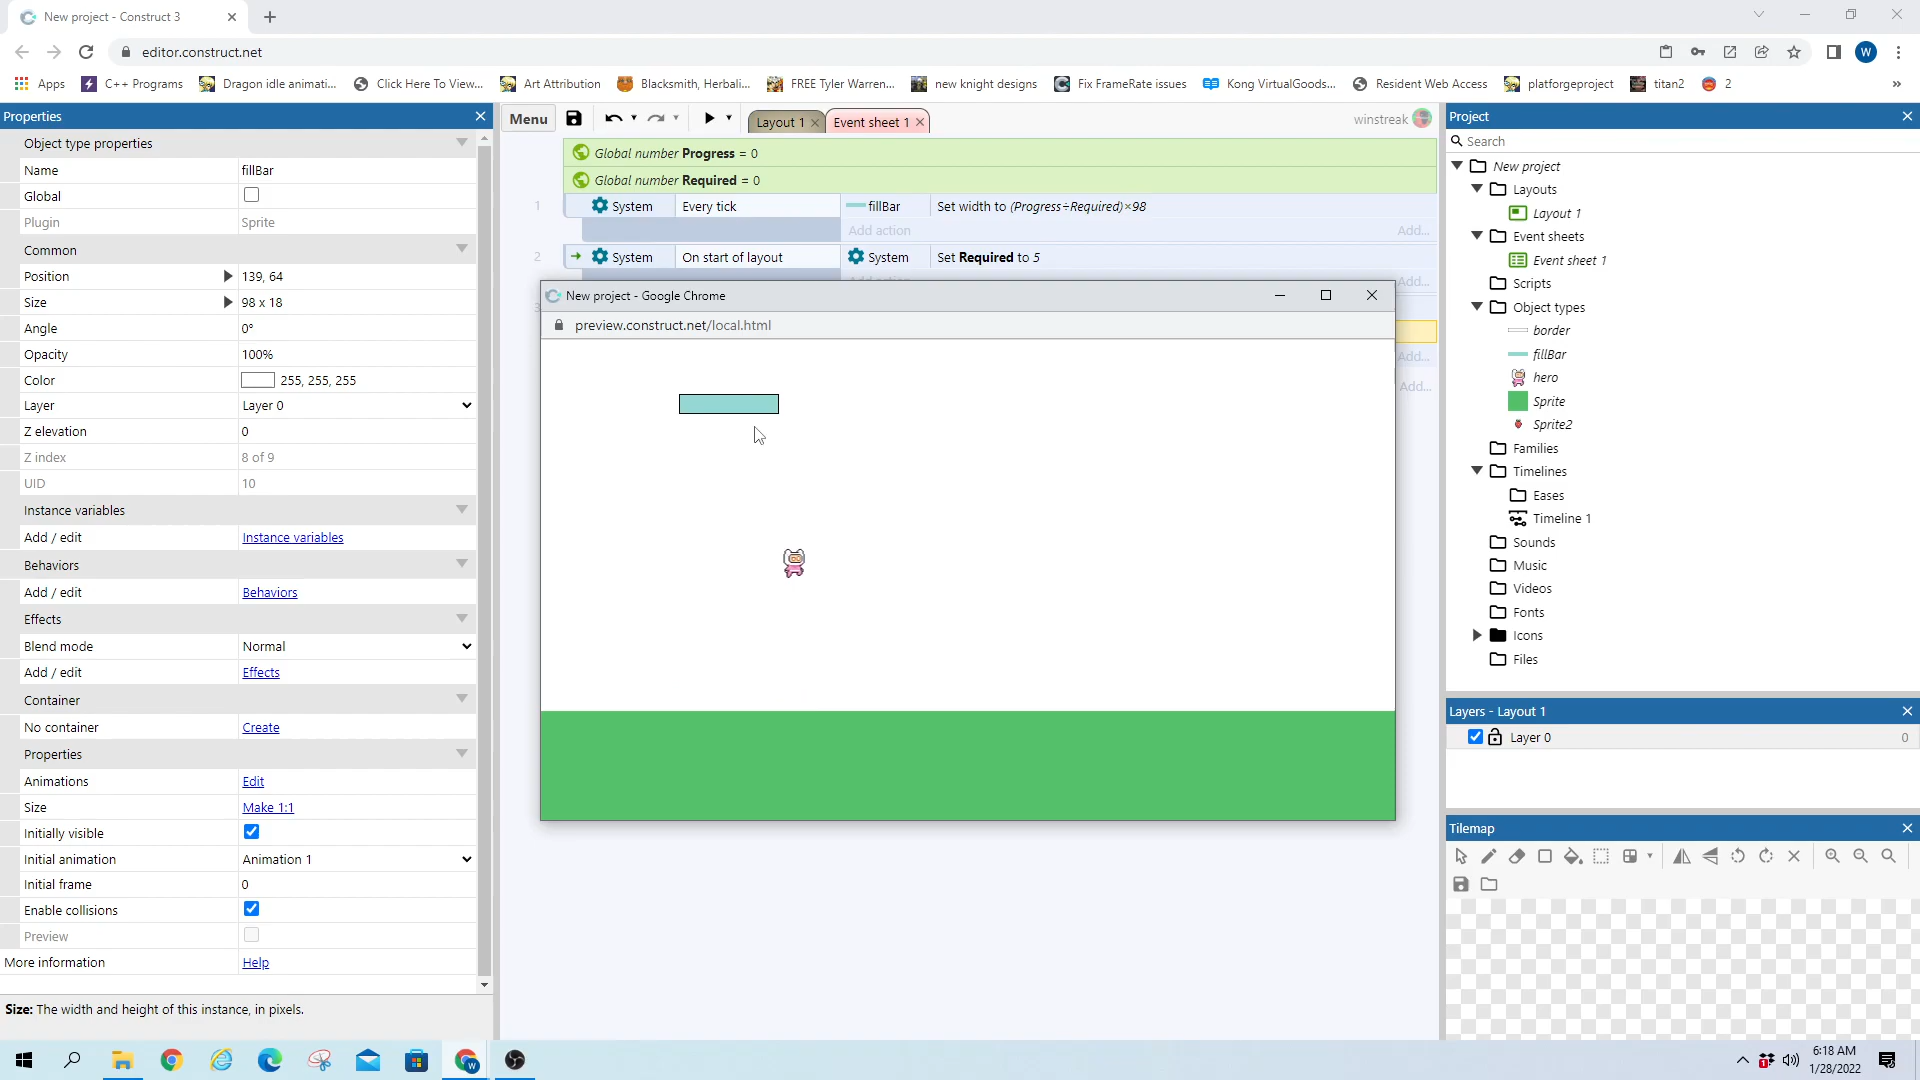 New project - Construct 3
editor.construct.net
W
Apps
C++ Programs
Dragon idle animati...
Click Here To View...
Art Attribution
Blacksmith, Herbali...
FREE Tyler Warren...
new knight designs
Fix FrameRate issues
Kong VirtualGoods...
Resident Web Access
platforgeproject
titan2
2
»
Properties
Object type properties
Name fillBar
Global
Plugin Sprite
Common
Position 139, 64
Size 98 x 18
Angle 0°
Opacity 100%
Color 255, 255, 255
Layer Layer 0
Z elevation 0
Z index 8 of 9
UID 10
Instance variables
Add / edit Instance variables
Behaviors
Add / edit Behaviors
Effects
Blend mode Normal
Add / edit Effects
Container
No container Create
Properties
Animations Edit
Size Make 1:1
Initially visible
Initial animation Animation 1
Initial frame 0
Enable collisions
Preview
More information Help
Size: The width and height of this instance, in pixels.
Menu
Layout 1
Event sheet 1
winstreak
Global number Progress = 0
Global number Required = 0
1 System Every tick fillBar Set width to (Progress÷Required)×98
Add action Add...
2 System On start of layout System Set Required to 5
Add...
3
Add...
Add...
New project - Google Chrome
preview.construct.net/local.html
Project
Search
New project
Layouts
Layout 1
Event sheets
Event sheet 1
Scripts
Object types
border
fillBar
hero
Sprite
Sprite2
Families
Timelines
Eases
Timeline 1
Sounds
Music
Videos
Fonts
Icons
Files
Layers - Layout 1
Layer 0 0
Tilemap
W
6:18 AM
1/28/2022